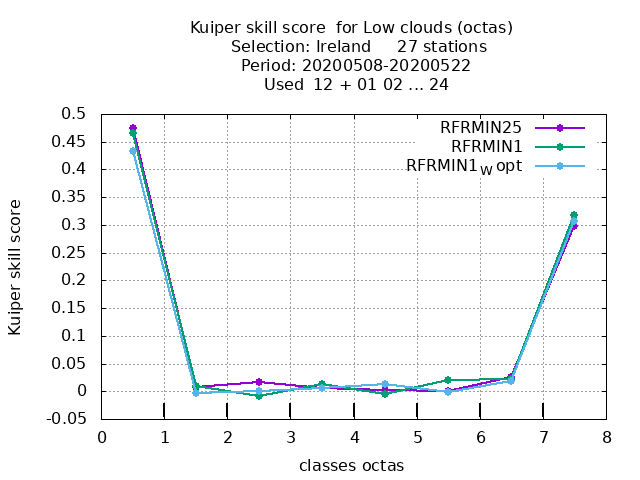 Kuiper skill score  for Low clouds (octas)
Selection: Ireland     27 stations
Period: 20200508-20200522
Used  12 + 01 02 ... 24
RFRMIN25
RFRMIN1
RFRMIN1W opt
Kuiper skill score
0.5
0.45
0.4
0.35
0.3
0.25
0.2
0.15
0.1
0.05
0
-0.05
0 1 2 3 4 5 6 7 8
classes octas